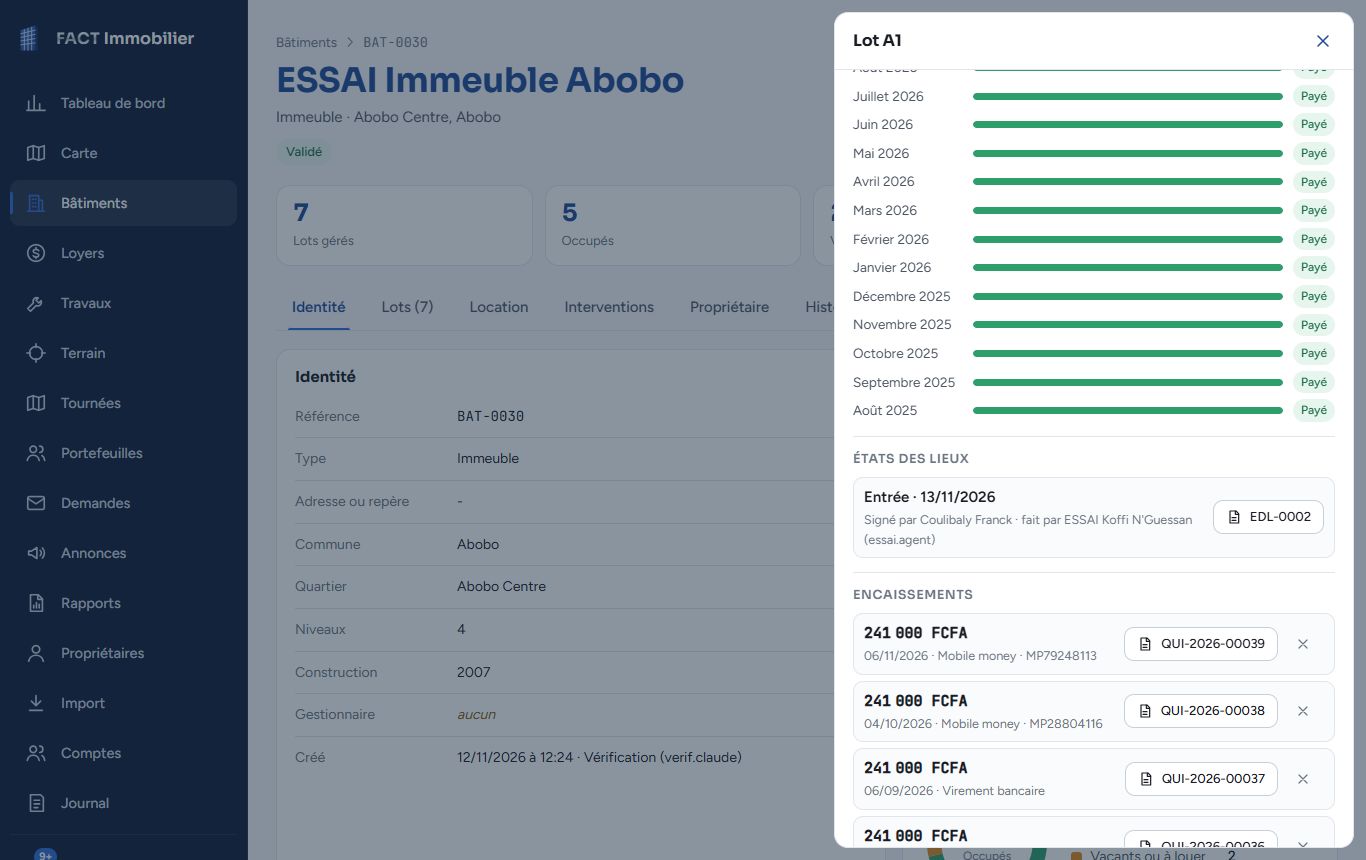 FACT Immobilier
Tableau de bord
Carte
Bâtiments
Loyers
Travaux
Terrain
Tournées
Portefeuilles
Demandes
Annonces
Rapports
Propriétaires
Import
Comptes
Journal
9+
Bâtiments
BAT-0030
ESSAI Immeuble Abobo
Immeuble · Abobo Centre, Abobo
Validé
7
Lots gérés
5
Occupés
Identité
Lots (7)
Location
Interventions
Propriétaire
Identité
Référence BAT-0030
Type Immeuble
Adresse ou repère -
Commune Abobo
Quartier Abobo Centre
Niveaux 4
Construction 2007
Gestionnaire aucun
Créé 12/11/2026 à 12:24 · Vérification (verif.claude)
Lot A1
Août 2026 Payé
Juillet 2026 Payé
Juin 2026 Payé
Mai 2026 Payé
Avril 2026 Payé
Mars 2026 Payé
Février 2026 Payé
Janvier 2026 Payé
Décembre 2025 Payé
Novembre 2025 Payé
Octobre 2025 Payé
Septembre 2025 Payé
Août 2025 Payé
ÉTATS DES LIEUX
Entrée · 13/11/2026
Signé par Coulibaly Franck · fait par ESSAI Koffi N'Guessan
(essai.agent)
EDL-0002
ENCAISSEMENTS
241 000 FCFA
06/11/2026 · Mobile money · MP79248113
QUI-2026-00039
241 000 FCFA
04/10/2026 · Mobile money · MP28804116
QUI-2026-00038
241 000 FCFA
06/09/2026 · Virement bancaire
QUI-2026-00037
241 000 FCFA
QUI-2026-00036
Occupés
Vacants ou à louer 2